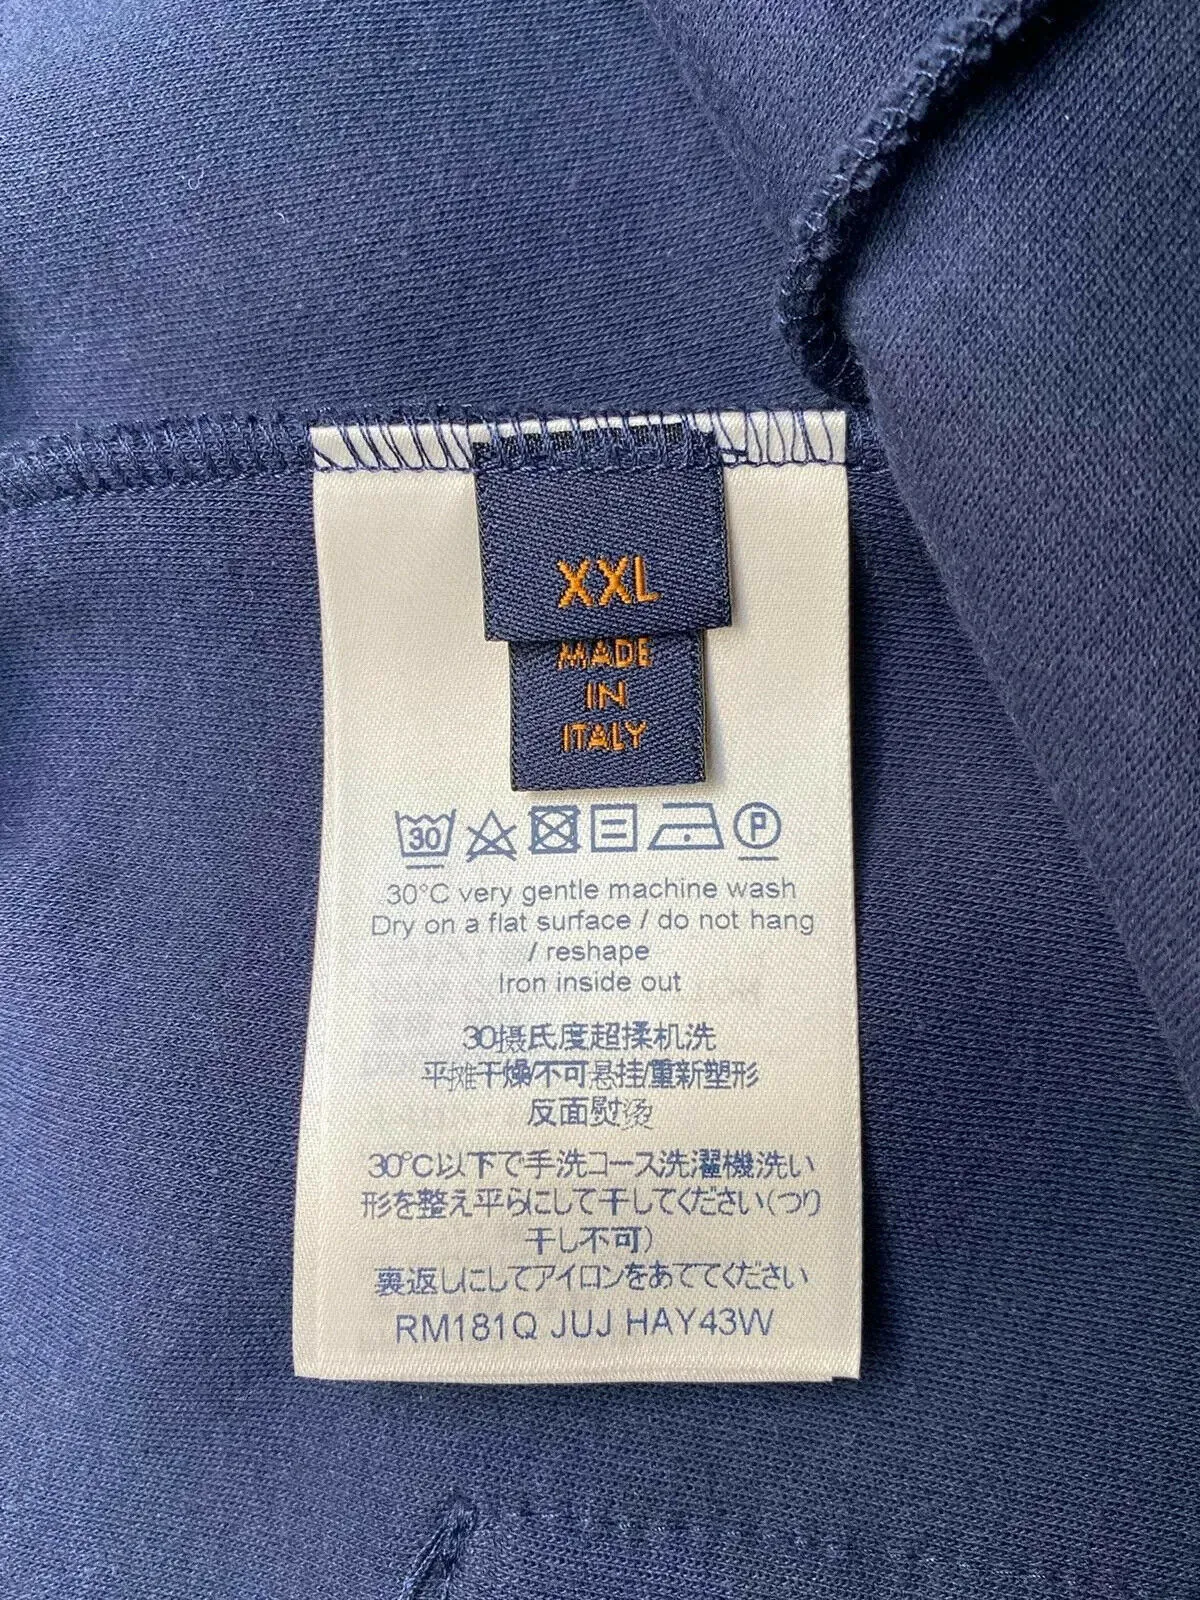 XXL
MADE
IN
ITALY
30 P
30°C very gentle machine wash
Dry on a flat surface / do not hang
/ reshape
Iron inside out
30摄氏度超揉机洗
平摊干燥/不可悬挂/重新塑形
反面熨烫
30°C以下で手洗コース洗濯機洗い
形を整え平らにして干してください(つり
干し不可)
裏返しにしてアイロンをあててください
RM181Q JUJ HAY43W